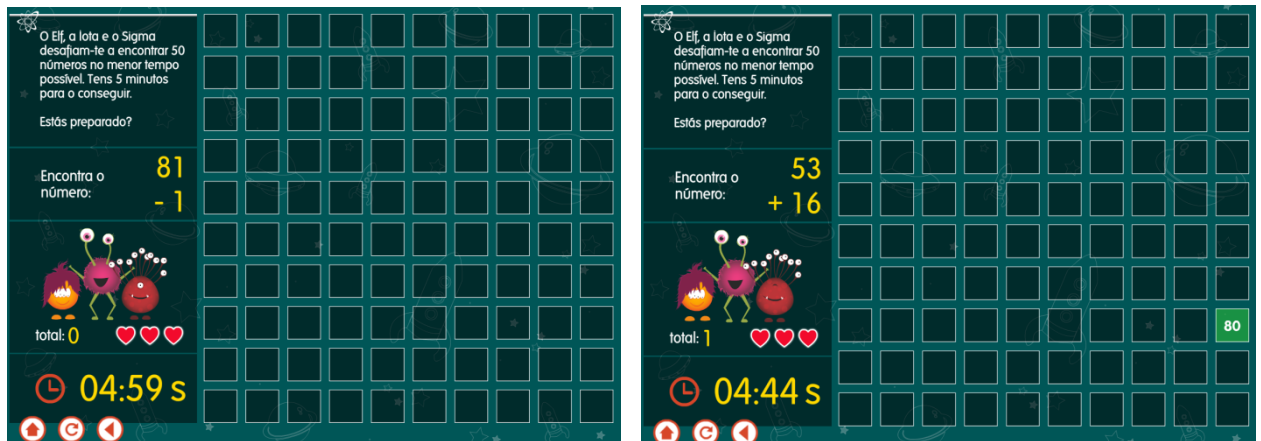 O Elf, a Iota e o Sigma
desafiam-te a encontrar 50
números no menor tempo
possível. Tens 5 minutos
para o conseguir.
Estás preparado?
Encontra o
número:
81
- 1
total: 0
04:59 s
O Elf, a Iota e o Sigma
desafiam-te a encontrar 50
números no menor tempo
possível. Tens 5 minutos
para o conseguir.
Estás preparado?
Encontra o
número:
53
+ 16
total: 1
04:44 s
80